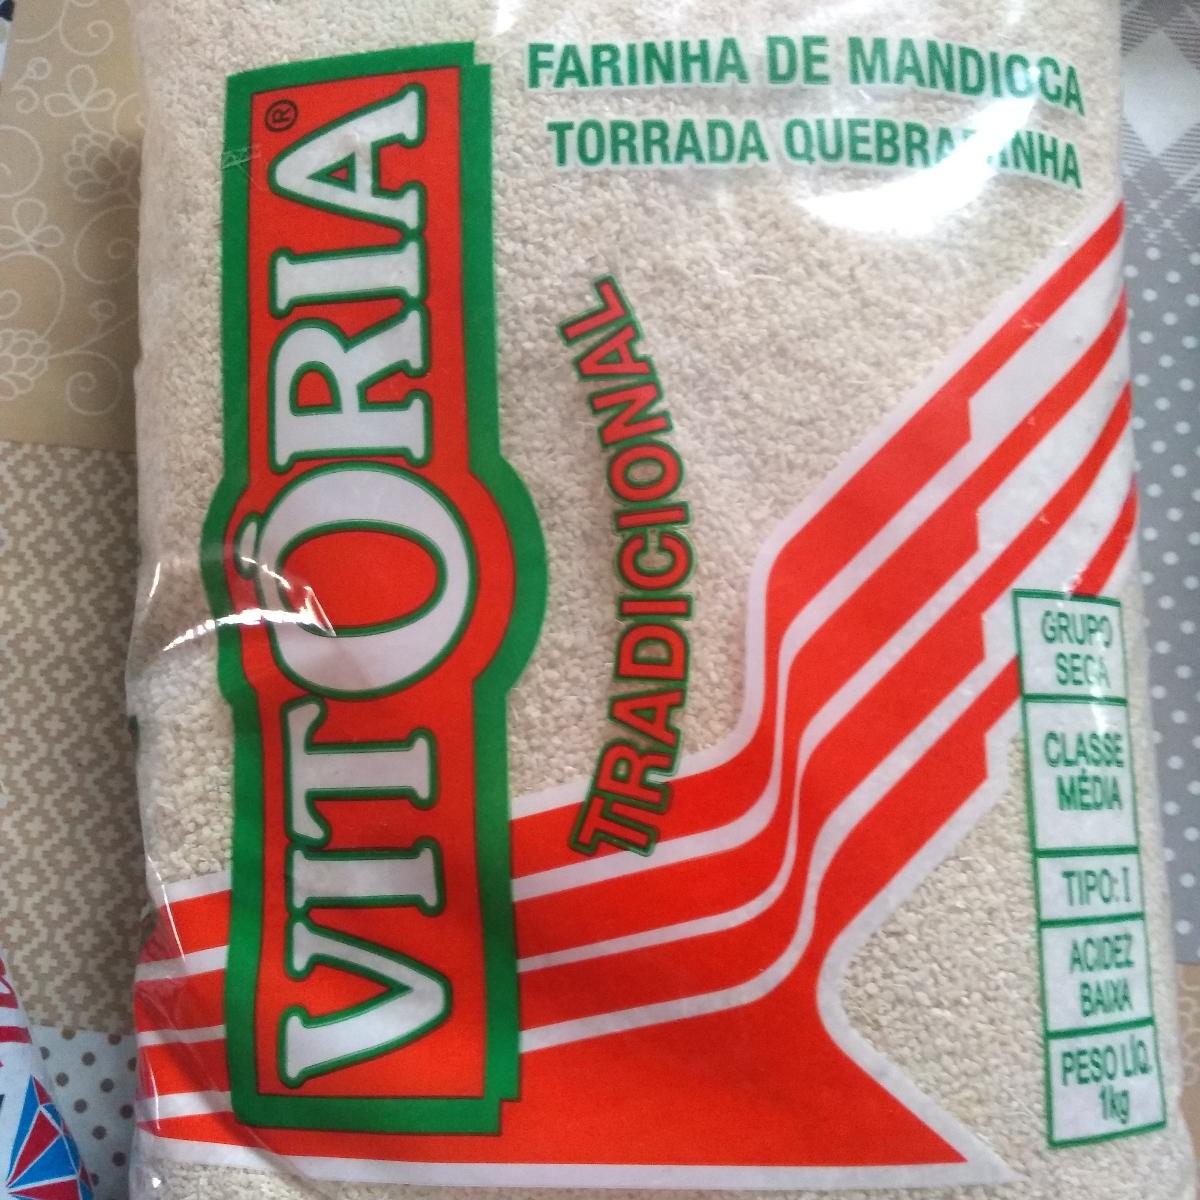 FARINHA DE MANDIOCA
TORRADA QUEBRADINHA
VITÓRIA®
TRADICIONAL
GRUPO
SECA
CLASSE
MÉDIA
TIPO: I
ACIDEZ
BAIXA
PESO LÍQ.
1kg